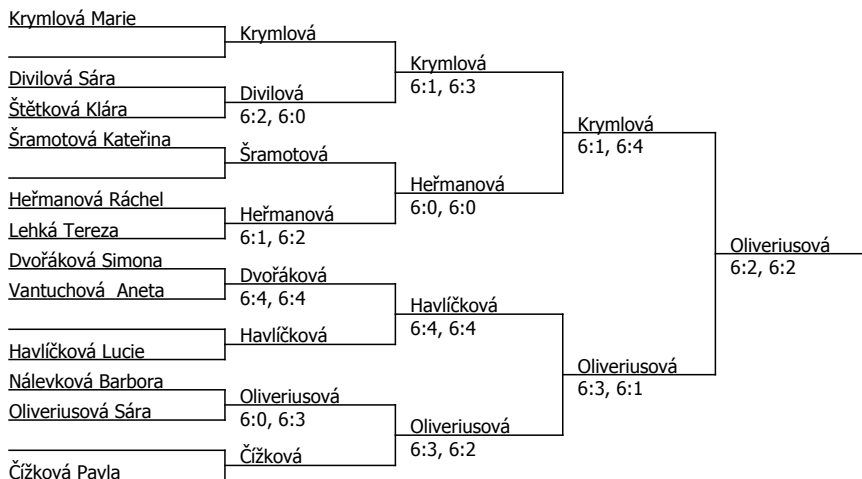 Krymlová Marie
Krymlová
Krymlová
6:1, 6:3
Divilová Sára
Divilová
6:2, 6:0
Štětková Klára
Krymlová
6:1, 6:4
Šramotová Kateřina
Šramotová
Heřmanová
6:0, 6:0
Heřmanová Ráchel
Heřmanová
6:1, 6:2
Lehká Tereza
Oliveriusová
6:2, 6:2
Dvořáková Simona
Dvořáková
6:4, 6:4
Vantuchová Aneta
Havlíčková
6:4, 6:4
Havlíčková
Havlíčková Lucie
Oliveriusová
6:3, 6:1
Nálevková Barbora
Oliveriusová
6:0, 6:3
Oliveriusová Sára
Oliveriusová
6:3, 6:2
Čížková
Čížková Pavla